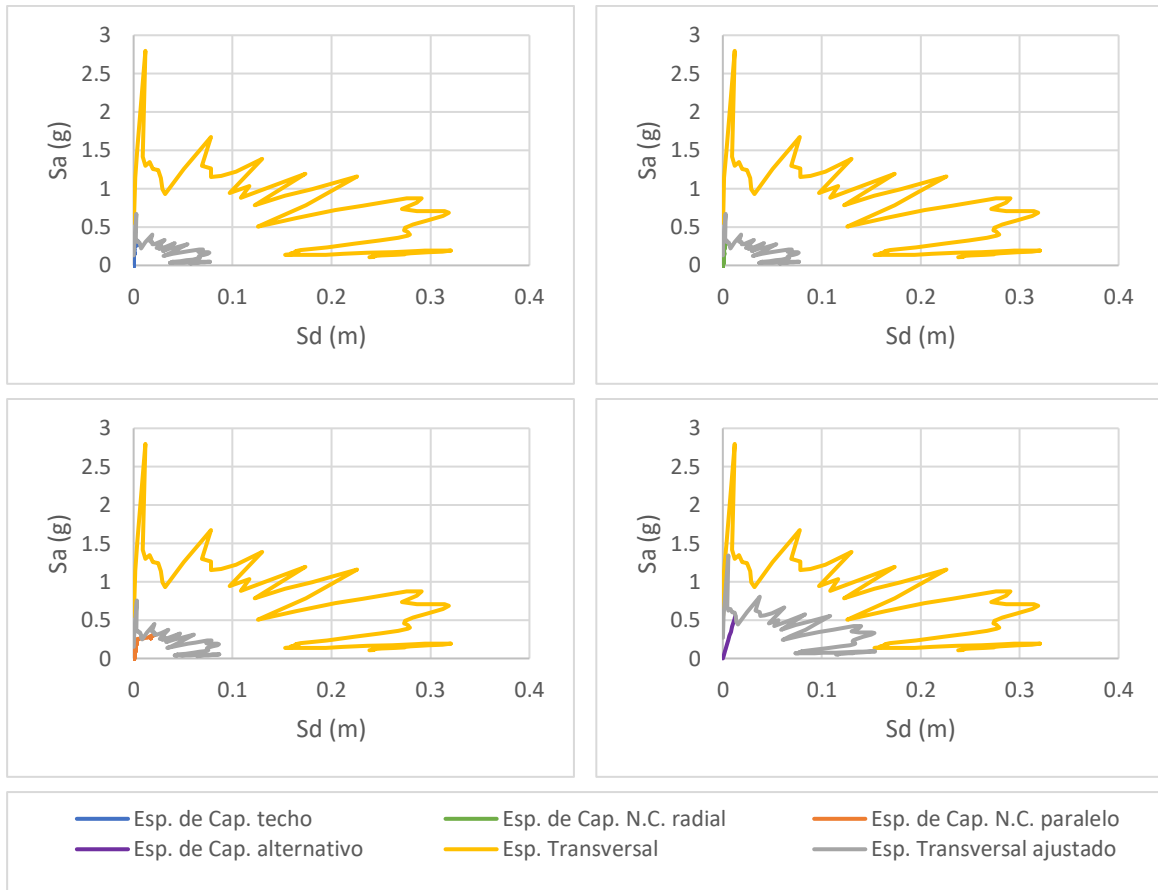 3
2.5
2
1.5
1
0.5
0
0 0.1 0.2 0.3 0.4
Sa (g)
Sd (m)
3
2.5
2
1.5
1
0.5
0
0 0.1 0.2 0.3 0.4
Sa (g)
Sd (m)
3
2.5
2
1.5
1
0.5
0
0 0.1 0.2 0.3 0.4
Sa (g)
Sd (m)
3
2.5
2
1.5
1
0.5
0
0 0.1 0.2 0.3 0.4
Sa (g)
Sd (m)
Esp. de Cap. techo Esp. de Cap. N.C. radial Esp. de Cap. N.C. paralelo
Esp. de Cap. alternativo Esp. Transversal Esp. Transversal ajustado